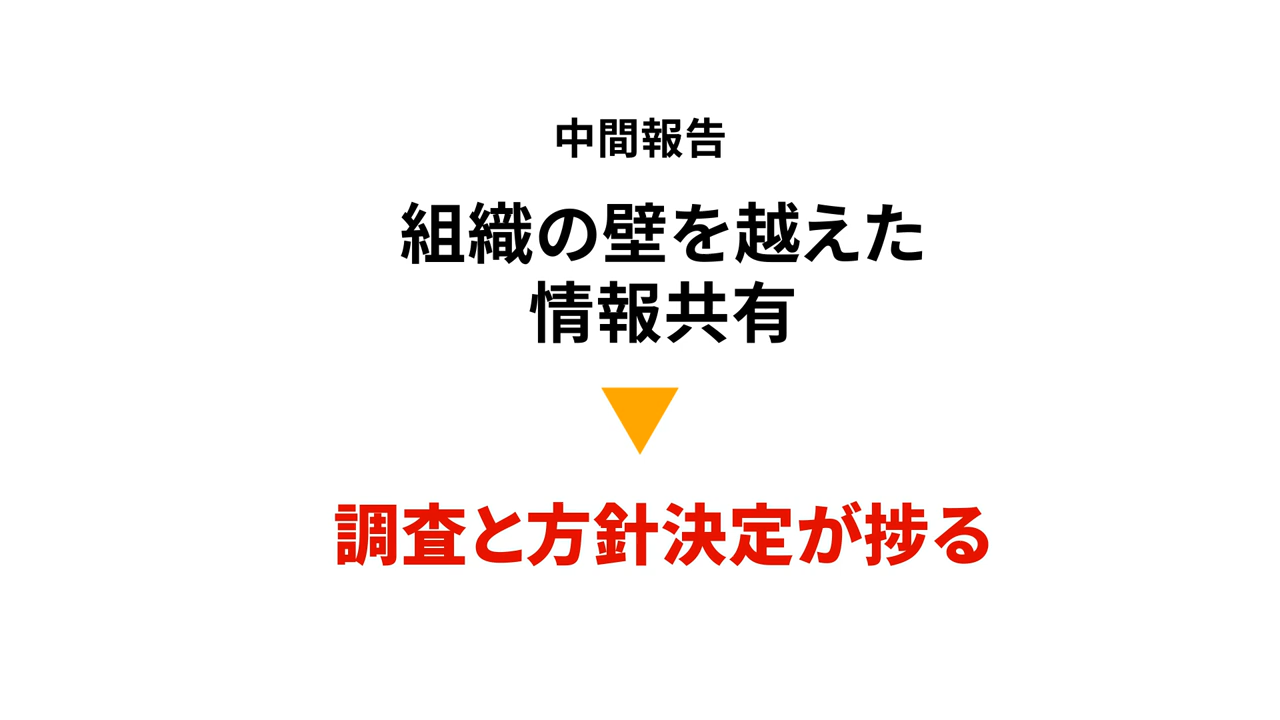 中間報告
組織の壁を越えた
情報共有
調査と方針決定が捗る